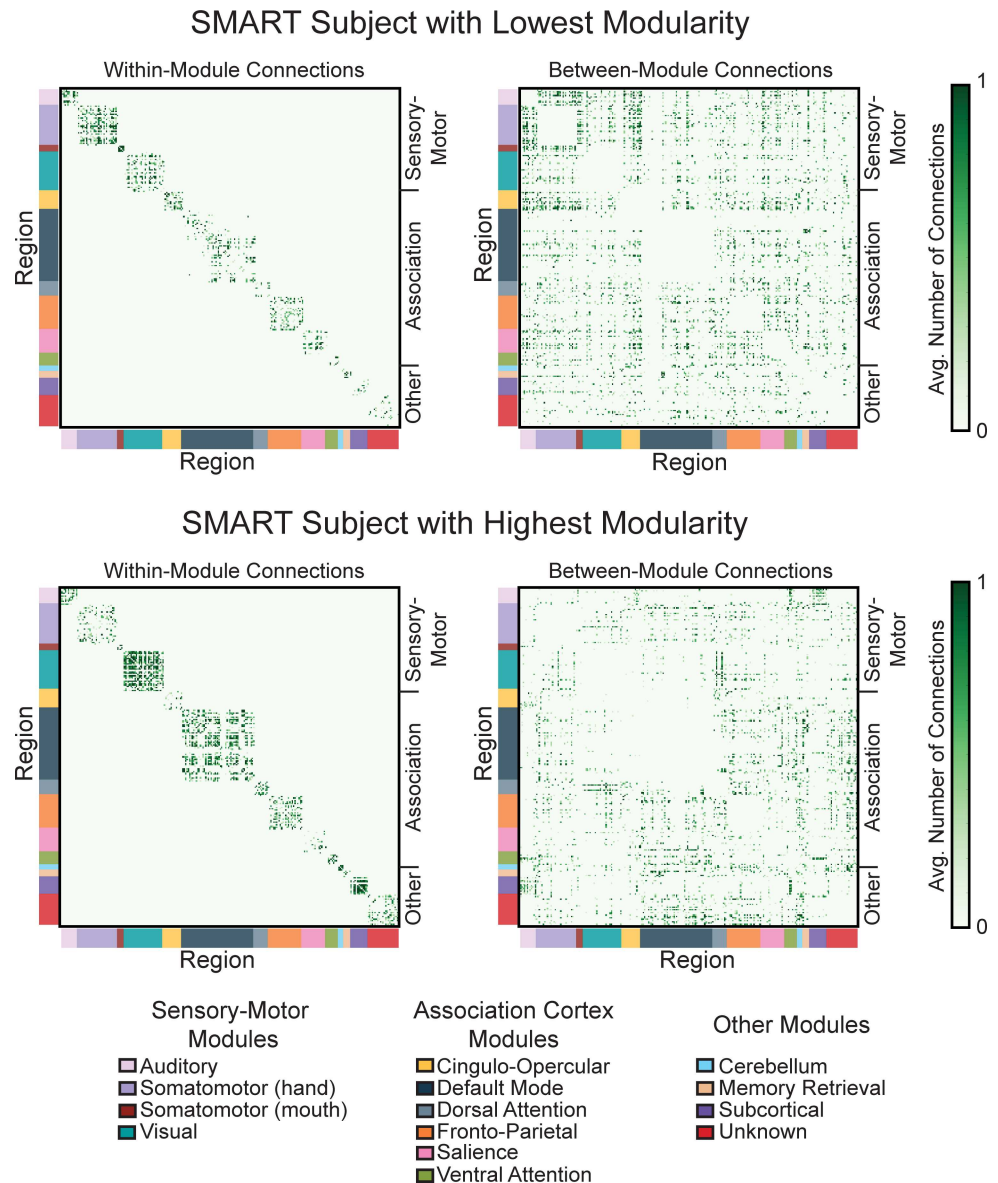 SMART Subject with Lowest Modularity
Within-Module Connections
Between-Module Connections
Region
Sensory-
Motor
Association
Other
Region
Region
Sensory-
Motor
Association
Other
Region
1
Avg. Number of Connections
0
SMART Subject with Highest Modularity
Within-Module Connections
Between-Module Connections
Region
Sensory-
Motor
Association
Other
Region
Region
Sensory-
Motor
Association
Other
Region
1
Avg. Number of Connections
0
Sensory-Motor
Modules
Auditory
Somatomotor (hand)
Somatomotor (mouth)
Visual
Association Cortex
Modules
Cingulo-Opercular
Default Mode
Dorsal Attention
Fronto-Parietal
Salience
Ventral Attention
Other Modules
Cerebellum
Memory Retrieval
Subcortical
Unknown